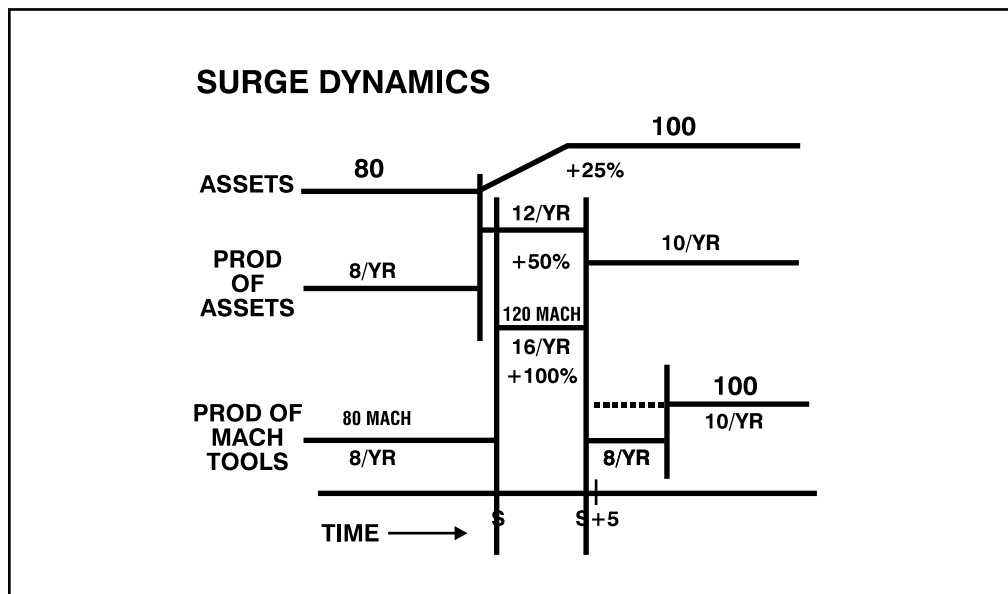 SURGE DYNAMICS
100
80
ASSETS
+25%
12/YR
10/YR
PROD
OF
ASSETS
8/YR
+50%
120 MACH
16/YR
+100%
100
PROD OF
MACH
TOOLS
80 MACH
10/YR
8/YR
8/YR
S
S+5
TIME